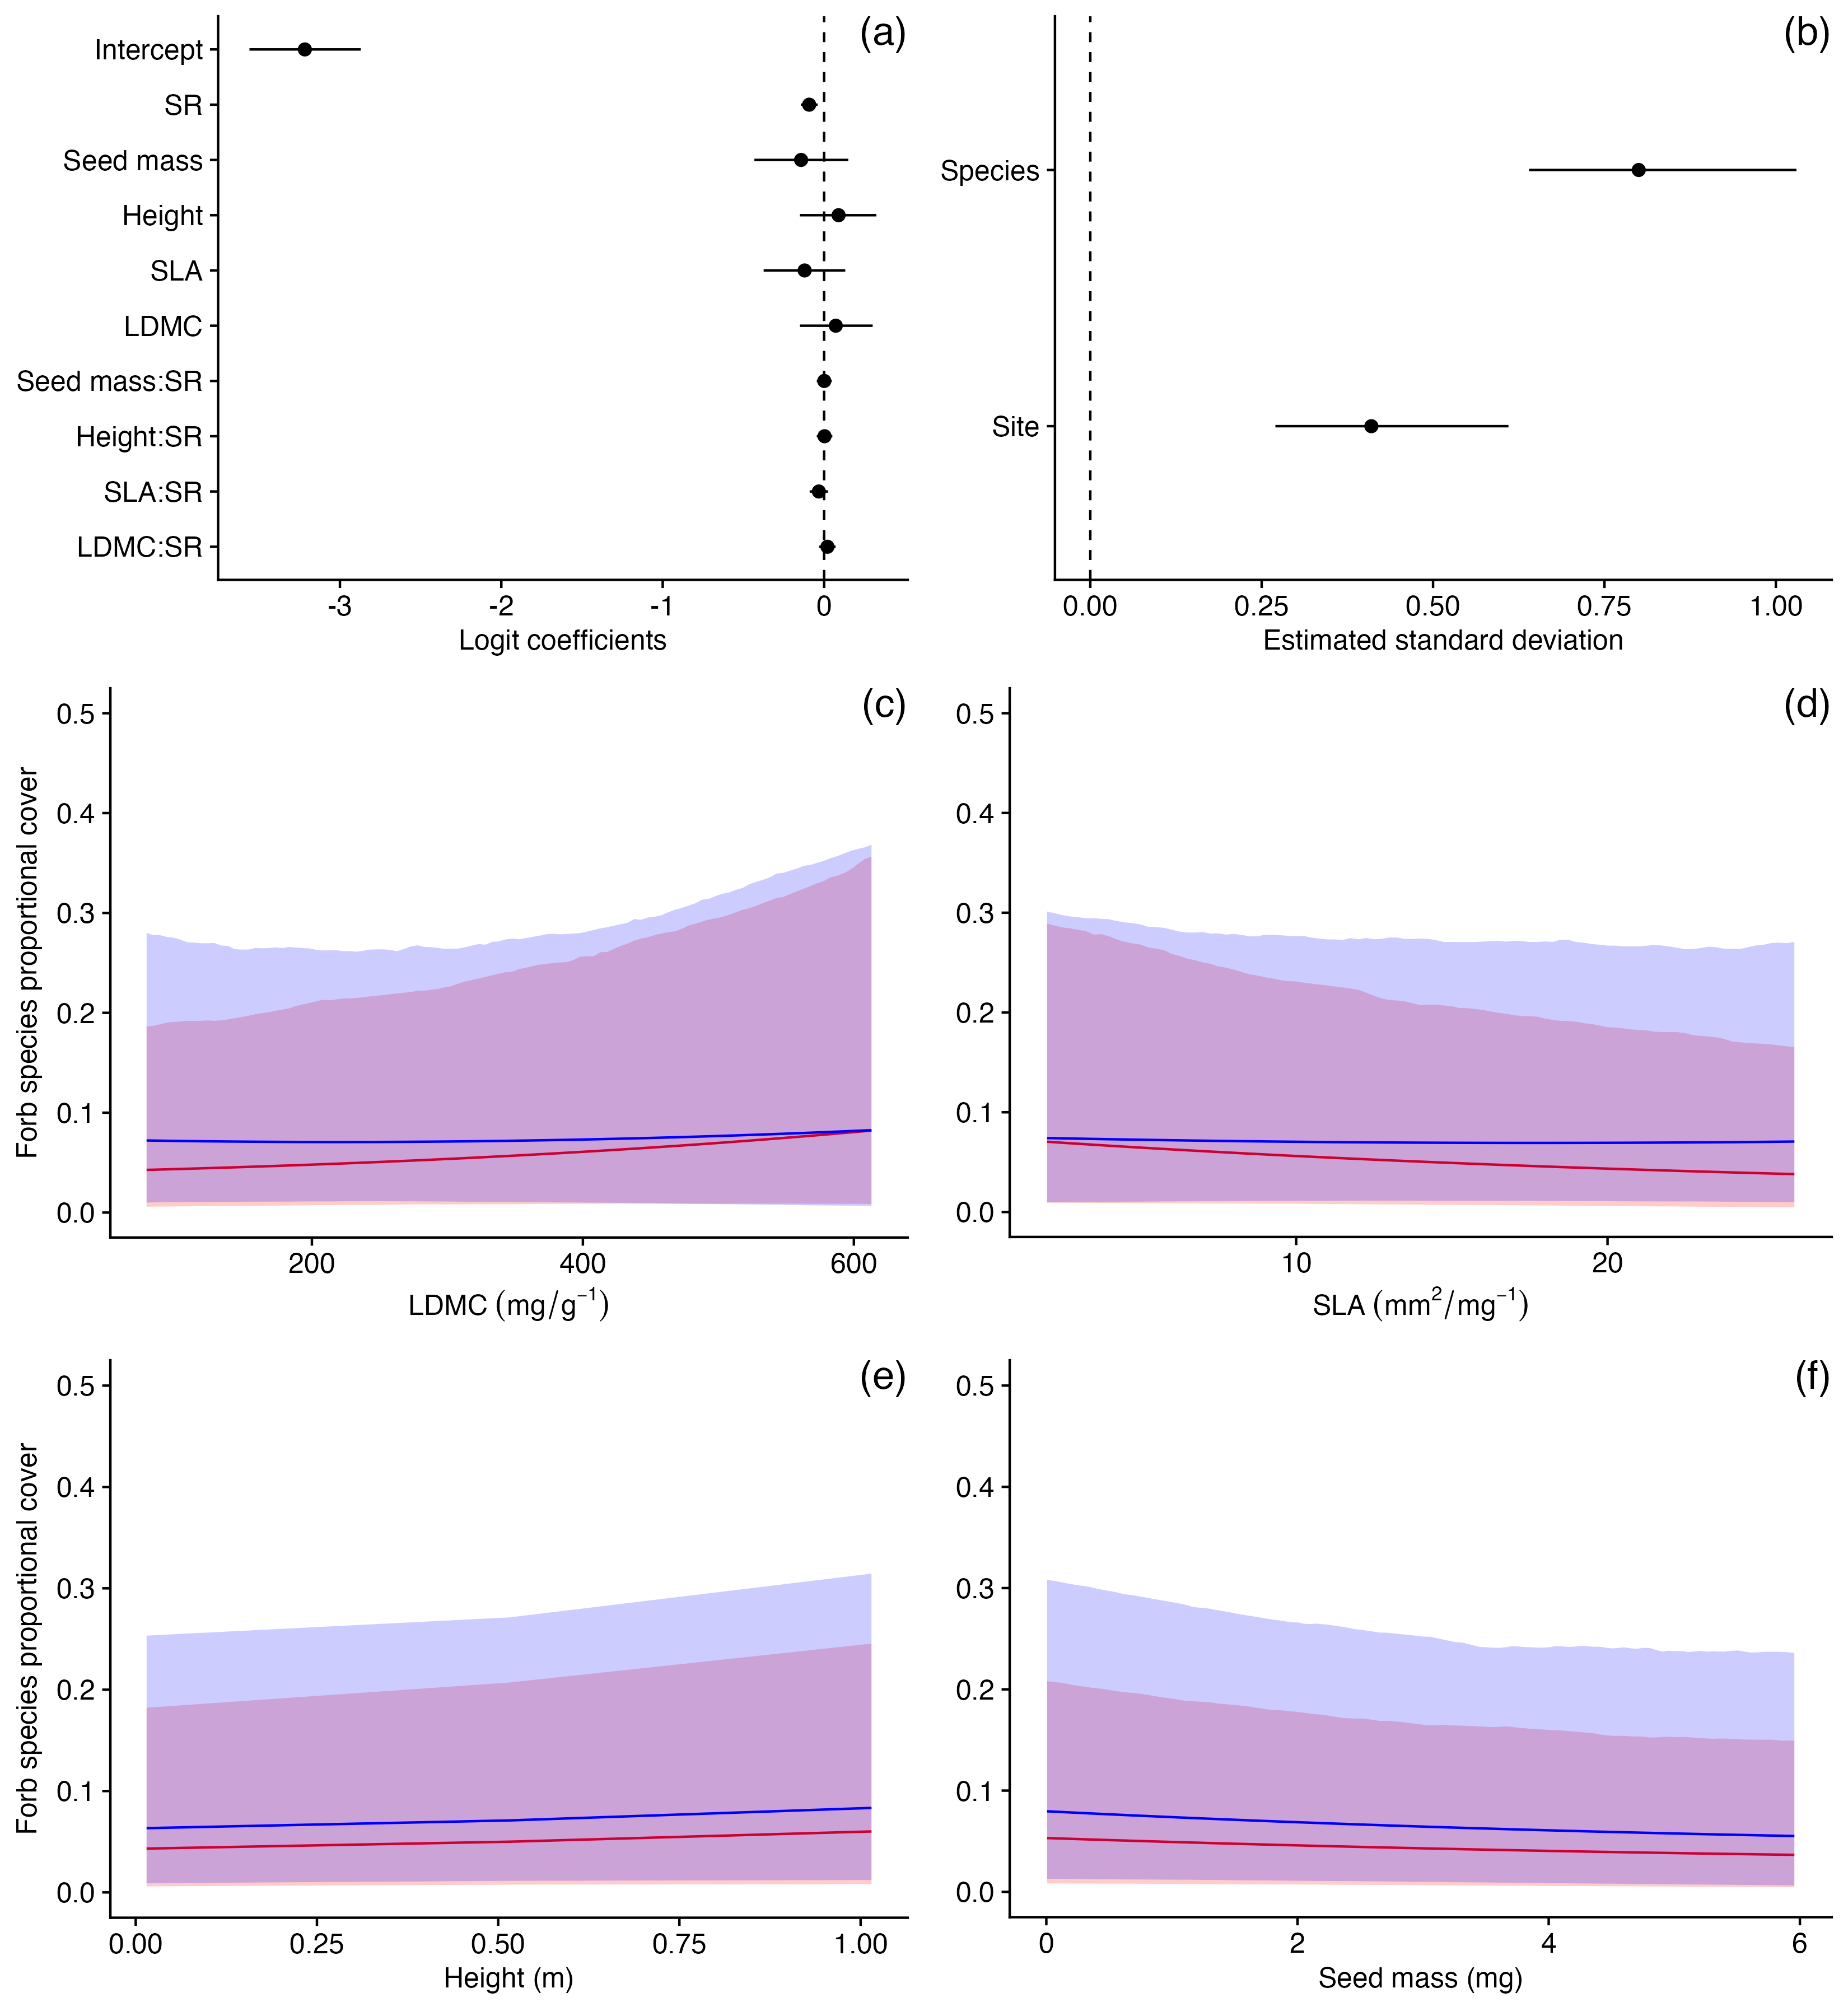 (a)
Intercept
SR
Seed mass
Height
SLA
LDMC
Seed mass:SR
Height:SR
SLA:SR
LDMC:SR
-3 -2 -1 0
Logit coefficients
(b)
Species
Site
0.00 0.25 0.50 0.75 1.00
Estimated standard deviation
(c)
Forb species proportional cover
0.5
0.4
0.3
0.2
0.1
0.0
200 400 600
LDMC (mg/g⁻¹)
(d)
0.5
0.4
0.3
0.2
0.1
0.0
10 20
SLA (mm²/mg⁻¹)
(e)
Forb species proportional cover
0.5
0.4
0.3
0.2
0.1
0.0
0.00 0.25 0.50 0.75 1.00
Height (m)
(f)
0.5
0.4
0.3
0.2
0.1
0.0
0 2 4 6
Seed mass (mg)